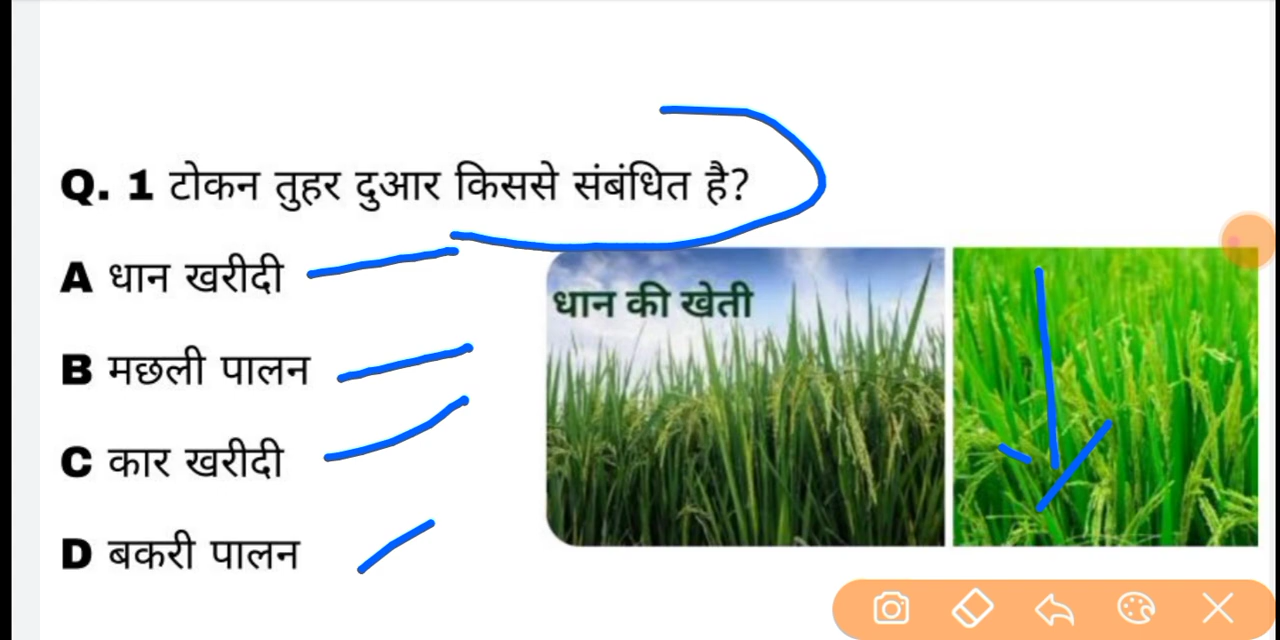 Q. 1 टोकन तुहर दुआर किससे संबंधित है?
A धान खरीदी
धान की खेती
B मछली पालन
C कार खरीदी
D बकरी पालन